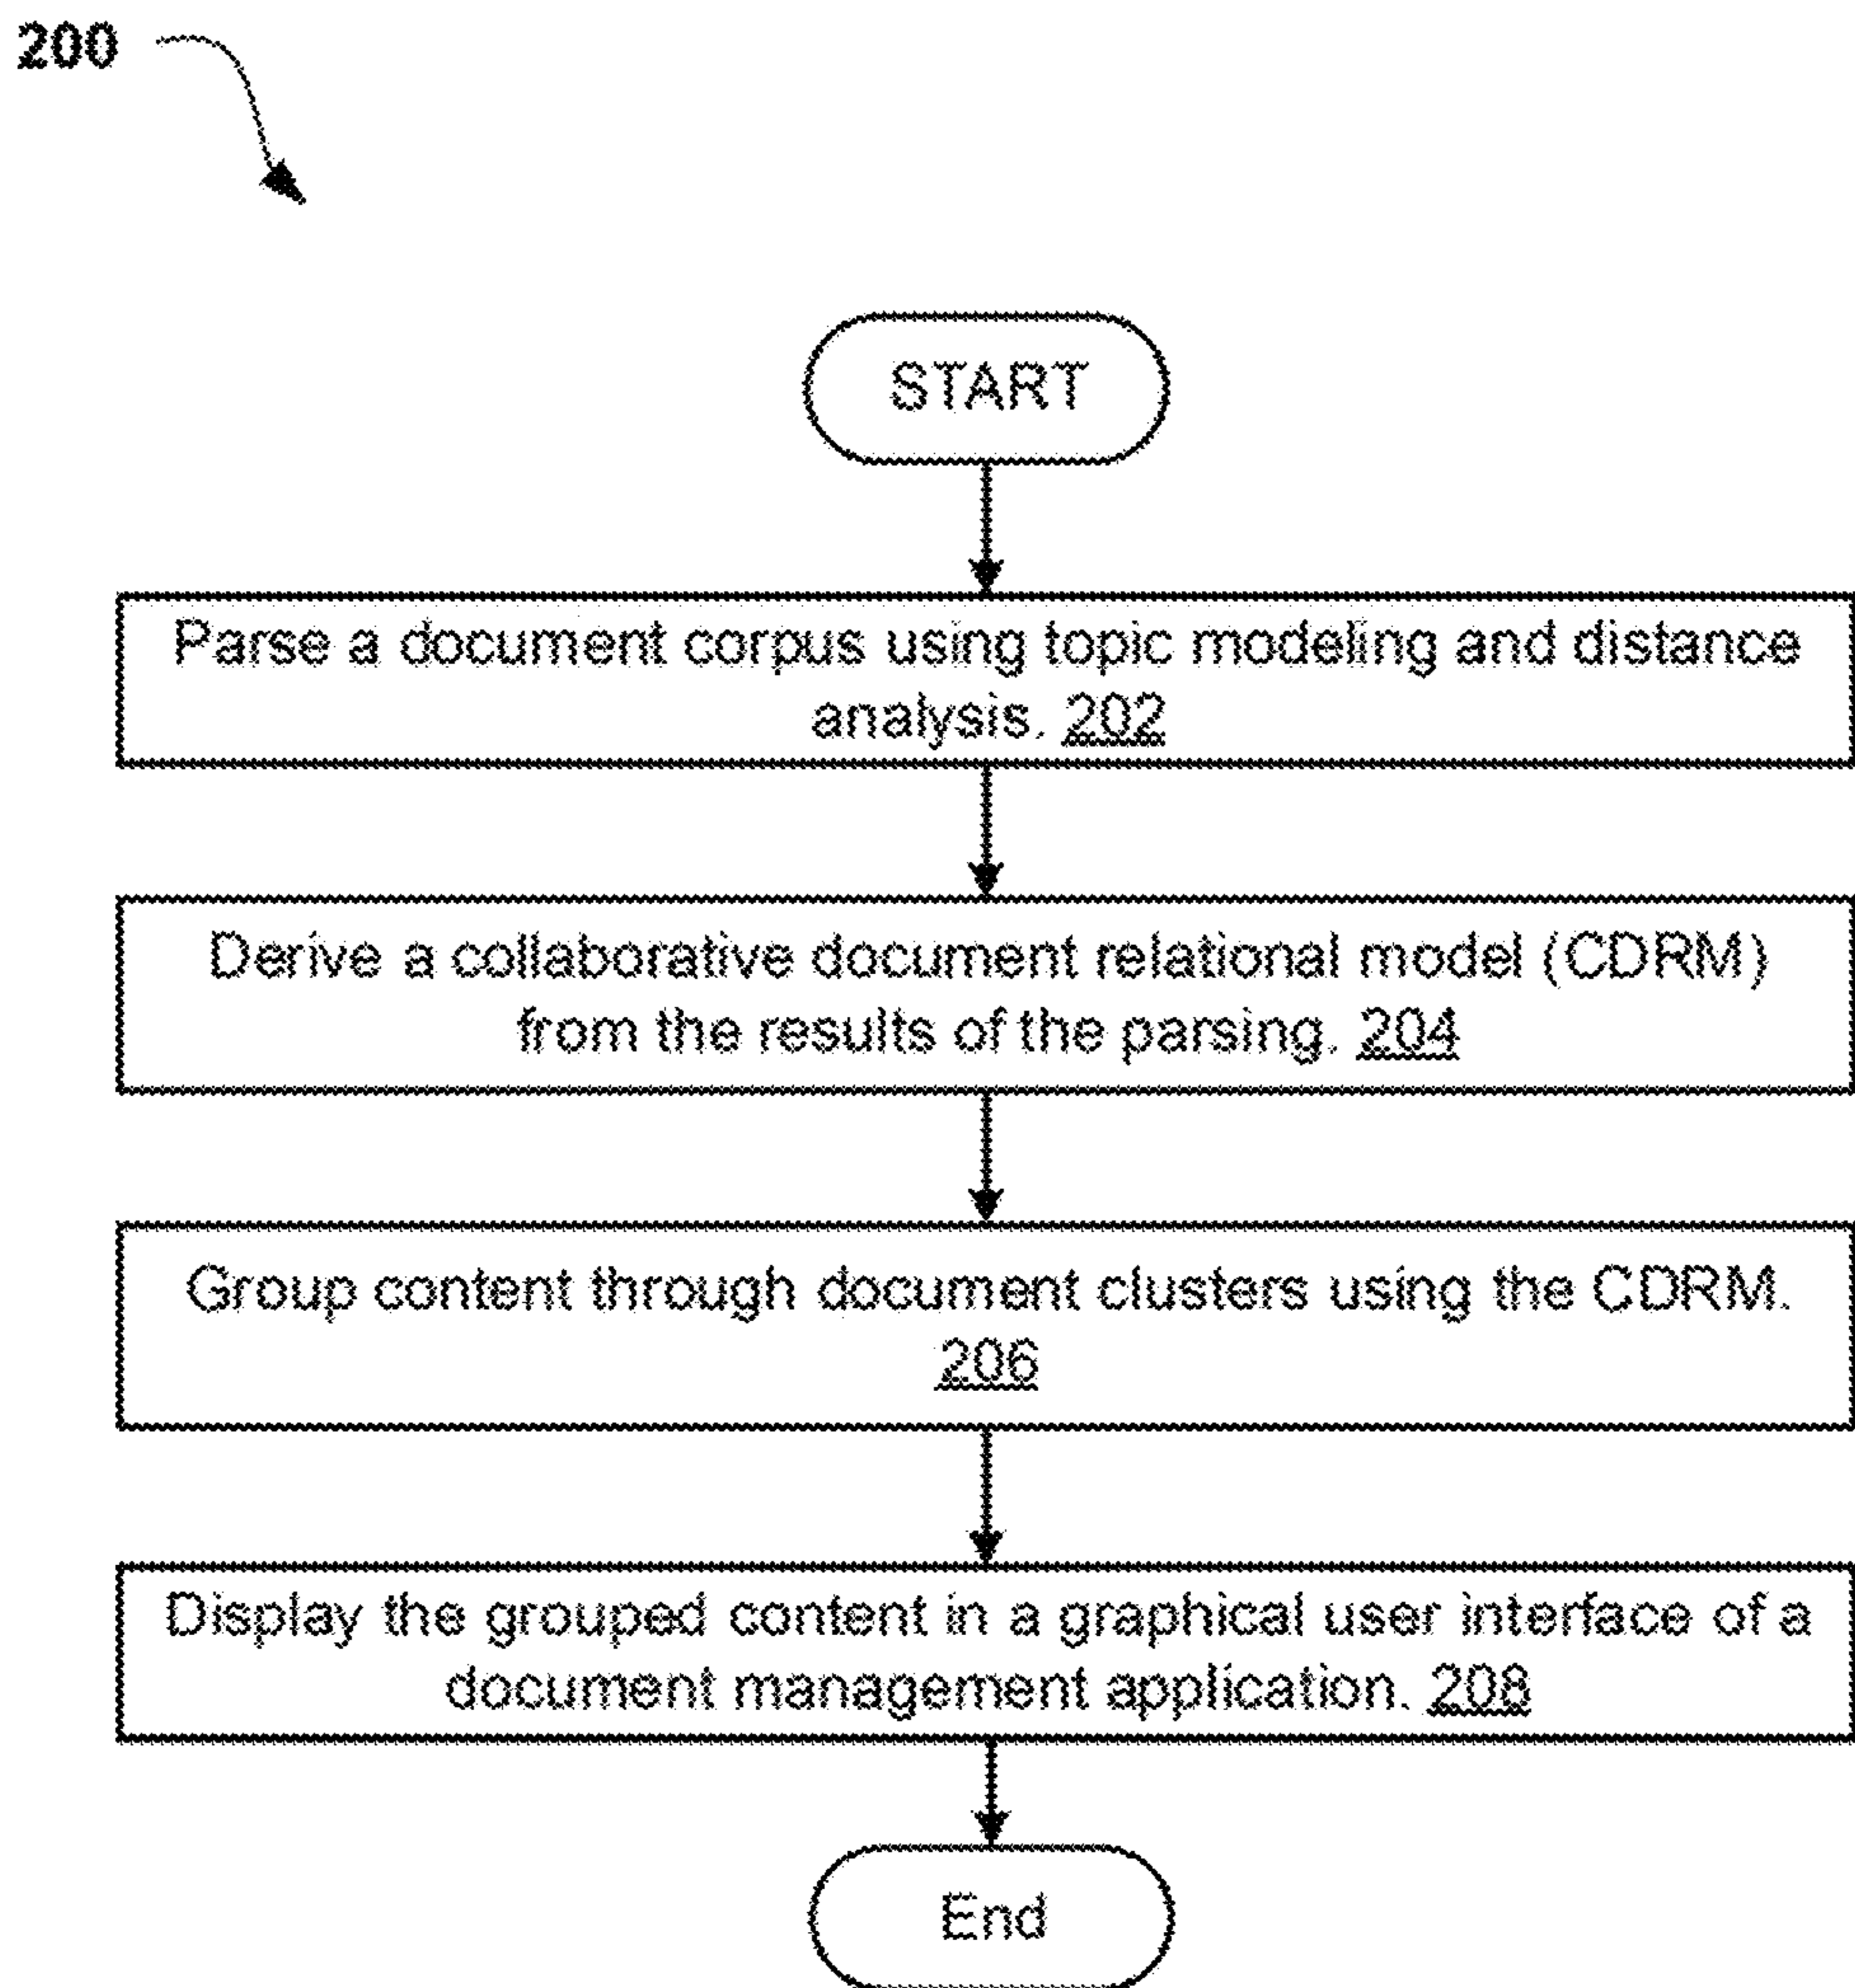 200
START
Parse a document corpus using topic modeling and distance
analysis. 202
Derive a collaborative document relational model (CDRM)
from the results of the parsing. 204
Group content through document clusters using the CDRM.
206
Display the grouped content in a graphical user interface of a
document management application. 208
End